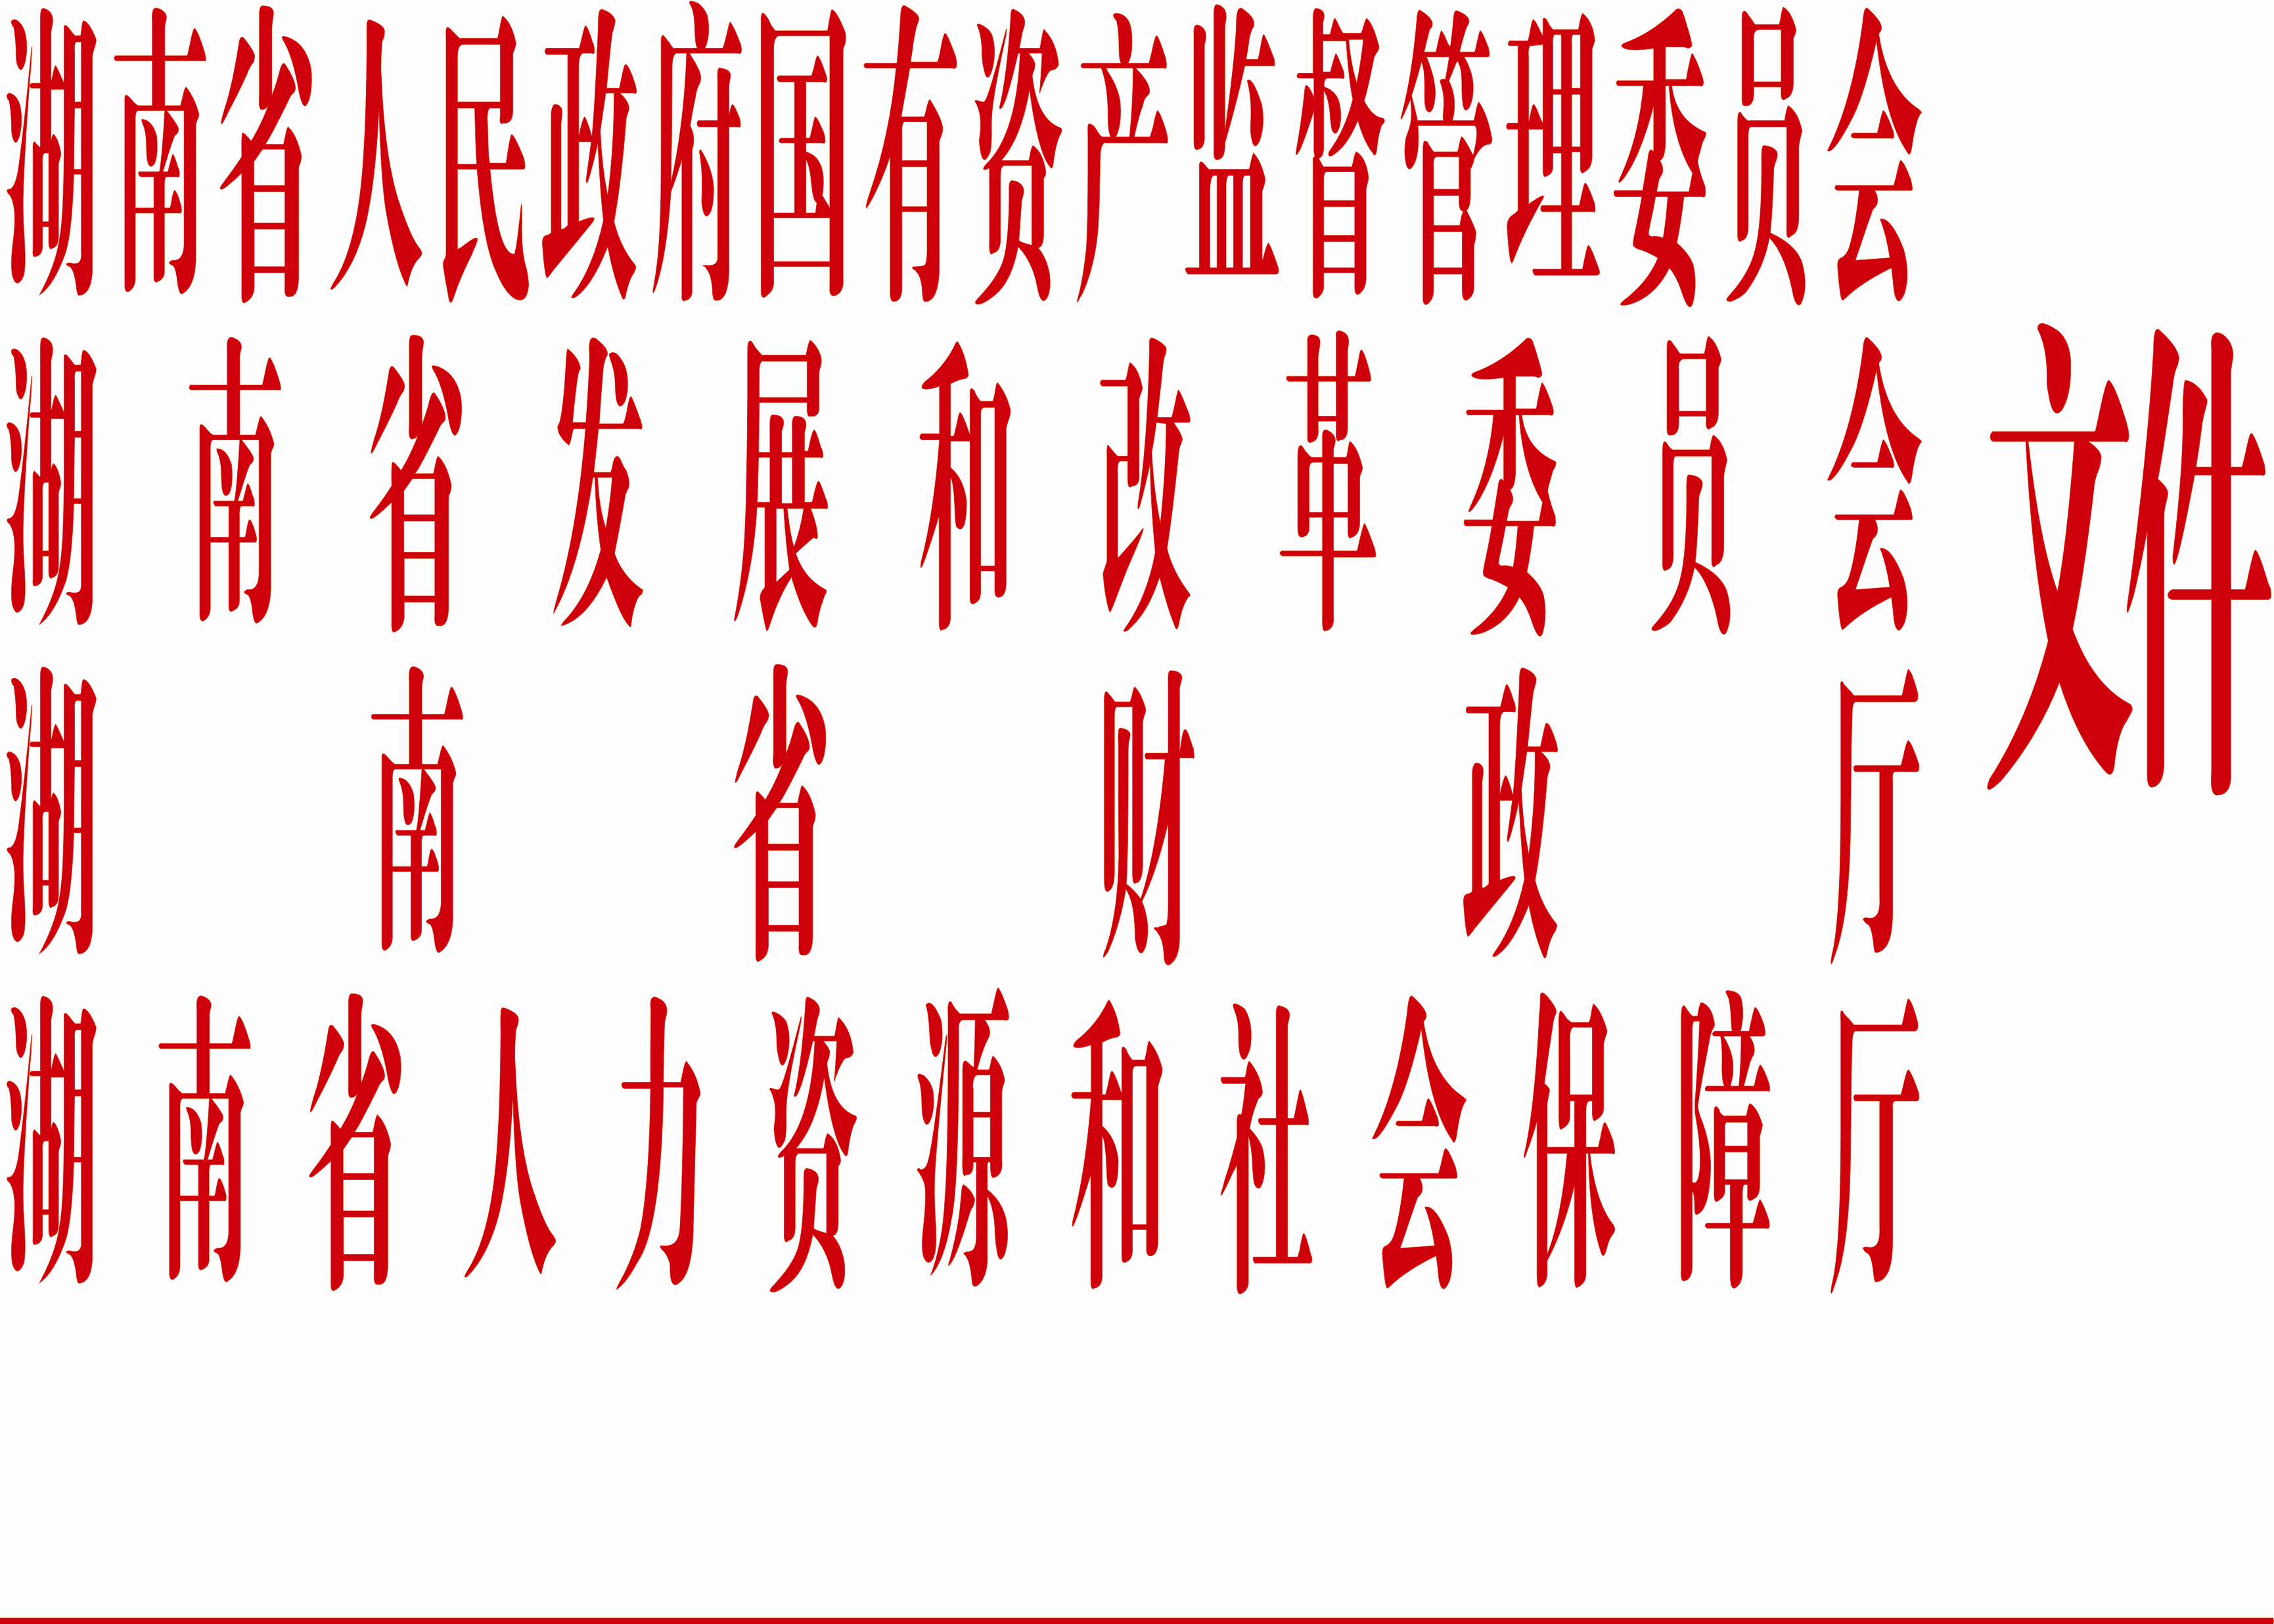 湖南省人民政府国有资产监督管理委员会
湖南省发展和改革委员会
文件
湖南省财政厅
湖南省人力资源和社会保障厅